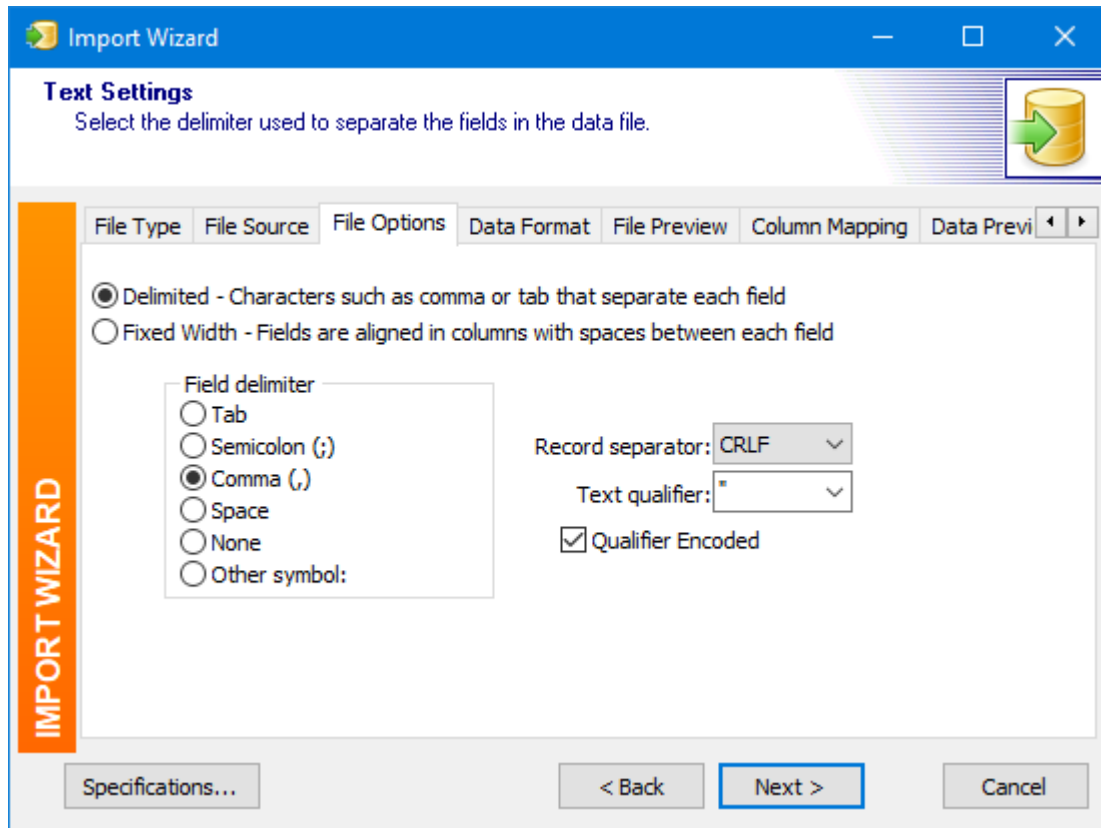 Import Wizard
Text Settings
Select the delimiter used to separate the fields in the data file.
File Type File Source File Options Data Format File Preview Column Mapping Data Previ
Delimited - Characters such as comma or tab that separate each field
Fixed Width - Fields are aligned in columns with spaces between each field
Field delimiter
Tab
Semicolon (;)
Comma (,)
Space
None
Other symbol:
Record separator: CRLF
Text qualifier: "
Qualifier Encoded
IMPORT WIZARD
Specifications... < Back Next > Cancel